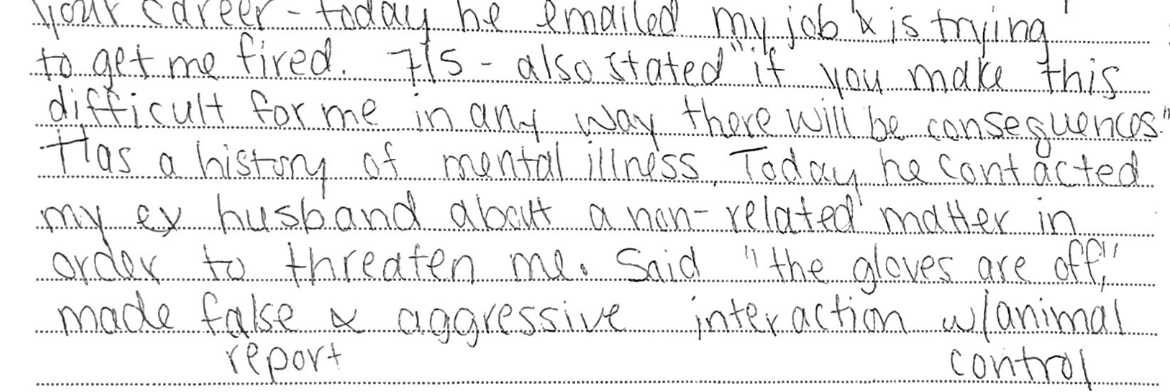 your career - today he emailed my job & is trying
to get me fired. 7/5 - also stated "if you make this
difficult for me in any way there will be consequences."
Has a history of mental illness. Today he contacted
my ex husband about a non-related matter in
order to threaten me. Said "the gloves are off,"
made false & aggressive interaction w/animal
report control